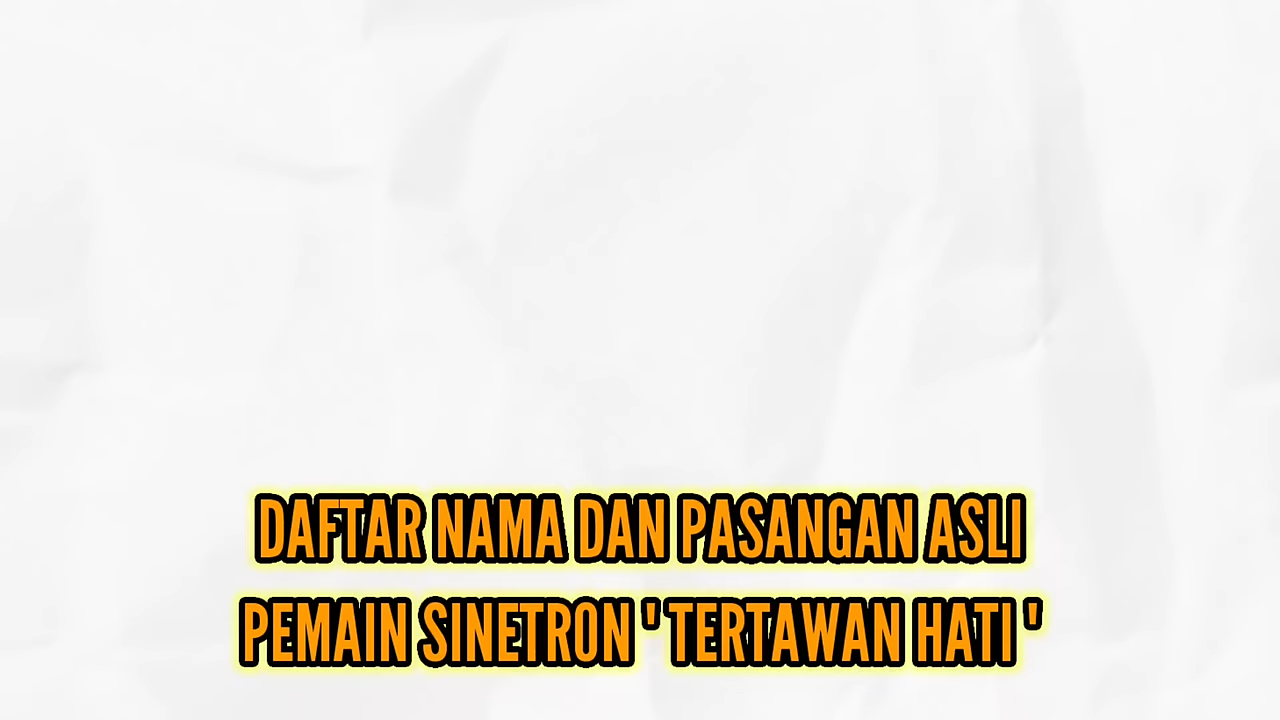 DAFTAR NAMA DAN PASANGAN ASLI
PEMAIN SINETRON ' TERTAWAN HATI '